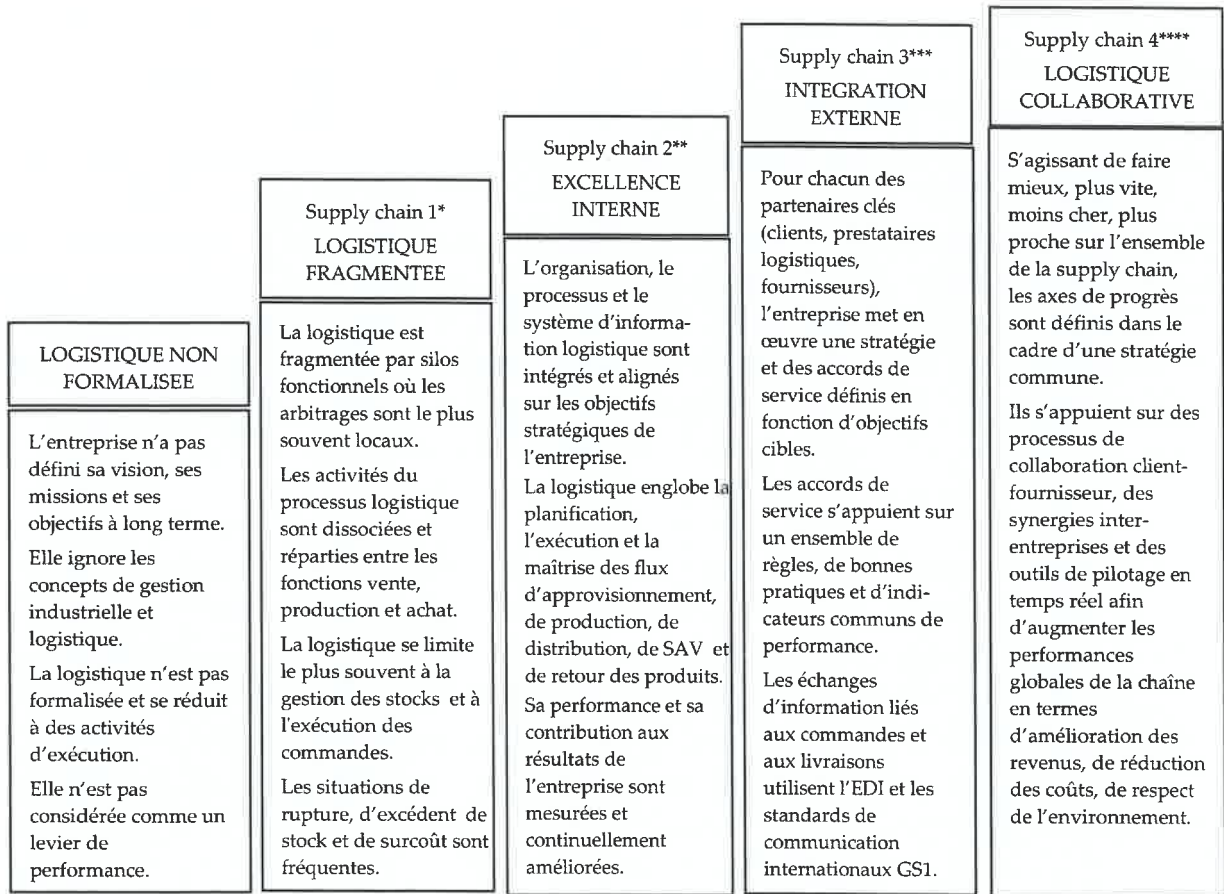 LOGISTIQUE NON
FORMALISEE
L'entreprise n'a pas
défini sa vision, ses
missions et ses
objectifs à long terme.
Elle ignore les
concepts de gestion
industrielle et
logistique.
La logistique n'est pas
formalisée et se réduit
à des activités
d'exécution.
Elle n'est pas
considérée comme un
levier de
performance.
Supply chain 1*
LOGISTIQUE
FRAGMENTEE
La logistique est
fragmentée par silos
fonctionnels où les
arbitrages sont le plus
souvent locaux.
Les activités du
processus logistique
sont dissociées et
réparties entre les
fonctions vente,
production et achat.
La logistique se limite
le plus souvent à la
gestion des stocks et à
l'exécution des
commandes.
Les situations de
rupture, d'excédent de
stock et de surcoût sont
fréquentes.
Supply chain 2**
EXCELLENCE
INTERNE
L'organisation, le
processus et le
système d'informa-
tion logistique sont
intégrés et alignés
sur les objectifs
stratégiques de
l'entreprise.
La logistique englobe la
planification,
l'exécution et la
maîtrise des flux
d'approvisionnement,
de production, de
distribution, de SAV et
de retour des produits.
Sa performance et sa
contribution aux
résultats de
l'entreprise sont
mesurées et
continuellement
améliorées.
Supply chain 3***
INTEGRATION
EXTERNE
Pour chacun des
partenaires clés
(clients, prestataires
logistiques,
fournisseurs),
l'entreprise met en
œuvre une stratégie
et des accords de
service définis en
fonction d'objectifs
cibles.
Les accords de
service s'appuient sur
un ensemble de
règles, de bonnes
pratiques et d'indi-
cateurs communs de
performance.
Les échanges
d'information liés
aux commandes et
aux livraisons
utilisent l'EDI et les
standards de
communication
internationaux GS1.
Supply chain 4****
LOGISTIQUE
COLLABORATIVE
S'agissant de faire
mieux, plus vite,
moins cher, plus
proche sur l'ensemble
de la supply chain,
les axes de progrès
sont définis dans le
cadre d'une stratégie
commune.
Ils s'appuient sur des
processus de
collaboration client-
fournisseur, des
synergies inter-
entreprises et des
outils de pilotage en
temps réel afin
d'augmenter les
performances
globales de la chaîne
en termes
d'amélioration des
revenus, de réduction
des coûts, de respect
de l'environnement.